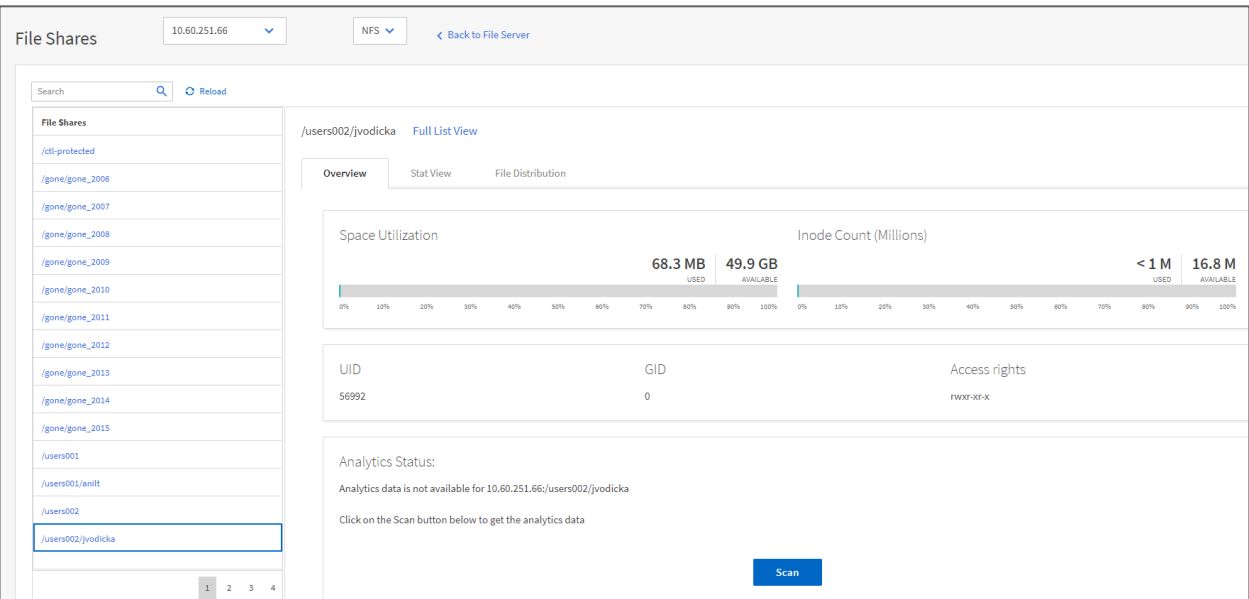 File Shares
10.60.251.66
NFS
Back to File Server
Search
Reload
File Shares
/ctl-protected
/gone/gone_2006
/gone/gone_2007
/gone/gone_2008
/gone/gone_2009
/gone/gone_2010
/gone/gone_2011
/gone/gone_2012
/gone/gone_2013
/gone/gone_2014
/gone/gone_2015
/users001
/users001/anilt
/users002
/users002/jvodicka
1 2 3 4
/users002/jvodicka Full List View
Overview Stat View File Distribution
Space Utilization
68.3 MB 49.9 GB
USED AVAILABLE
0% 10% 20% 30% 40% 50% 60% 70% 80% 90% 100%
Inode Count (Millions)
< 1 M 16.8 M
USED AVAILABLE
0% 10% 20% 30% 40% 50% 60% 70% 80% 90% 100%
UID GID Access rights
56992 0 rwxr-xr-x
Analytics Status:
Analytics data is not available for 10.60.251.66:/users002/jvodicka
Click on the Scan button below to get the analytics data
Scan